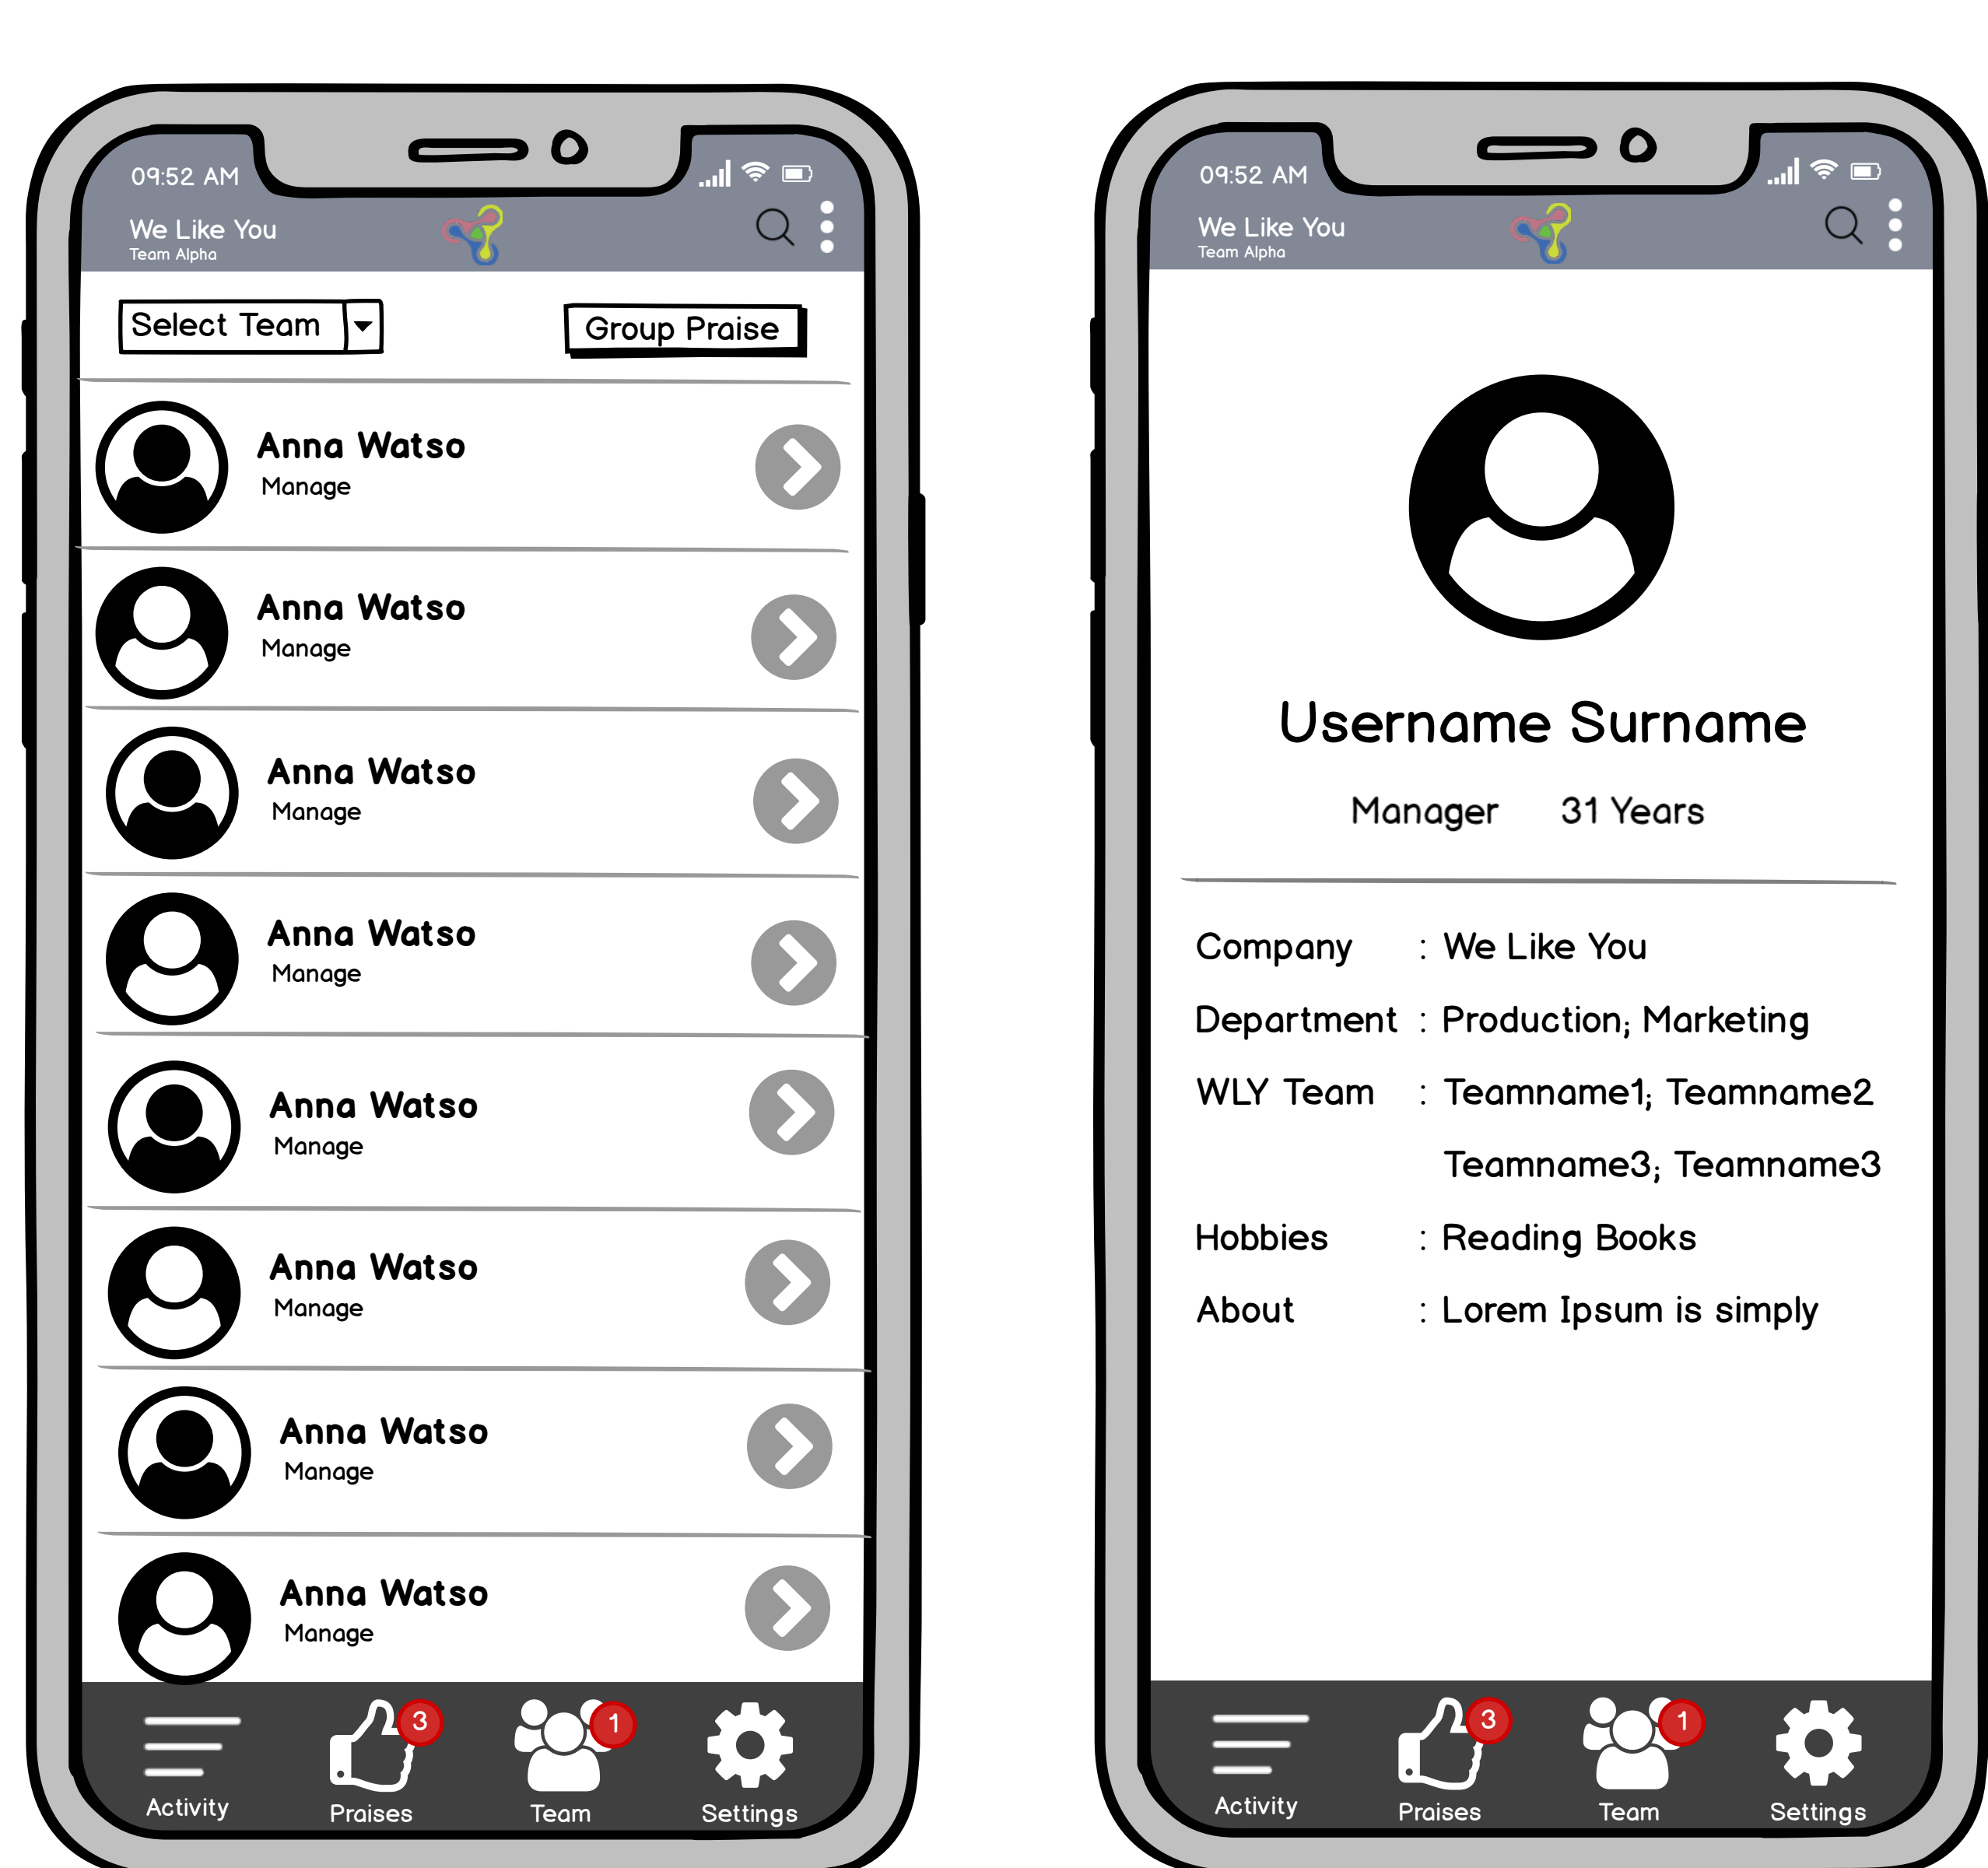 09:52 AM
We Like You
Team Alpha
Select Team
Group Praise
Anna Watso
Manage
Anna Watso
Manage
Anna Watso
Manage
Anna Watso
Manage
Anna Watso
Manage
Anna Watso
Manage
Anna Watso
Manage
Anna Watso
Manage
3
1
Activity
Praises
Team
Settings
09:52 AM
We Like You
Team Alpha
Username Surname
Manager 31 Years
Company : We Like You
Department : Production; Marketing
WLY Team : Teamname1; Teamname2
Teamname3; Teamname3
Hobbies : Reading Books
About : Lorem Ipsum is simply
3
1
Activity
Praises
Team
Settings